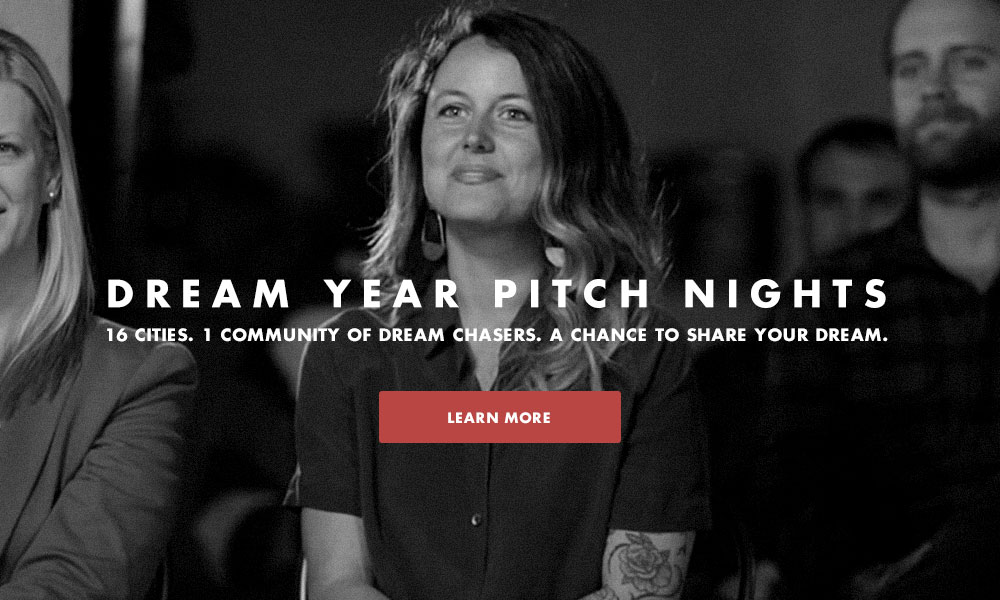 DREAM YEAR PITCH NIGHTS
16 CITIES. 1 COMMUNITY OF DREAM CHASERS. A CHANCE TO SHARE YOUR DREAM.
LEARN MORE